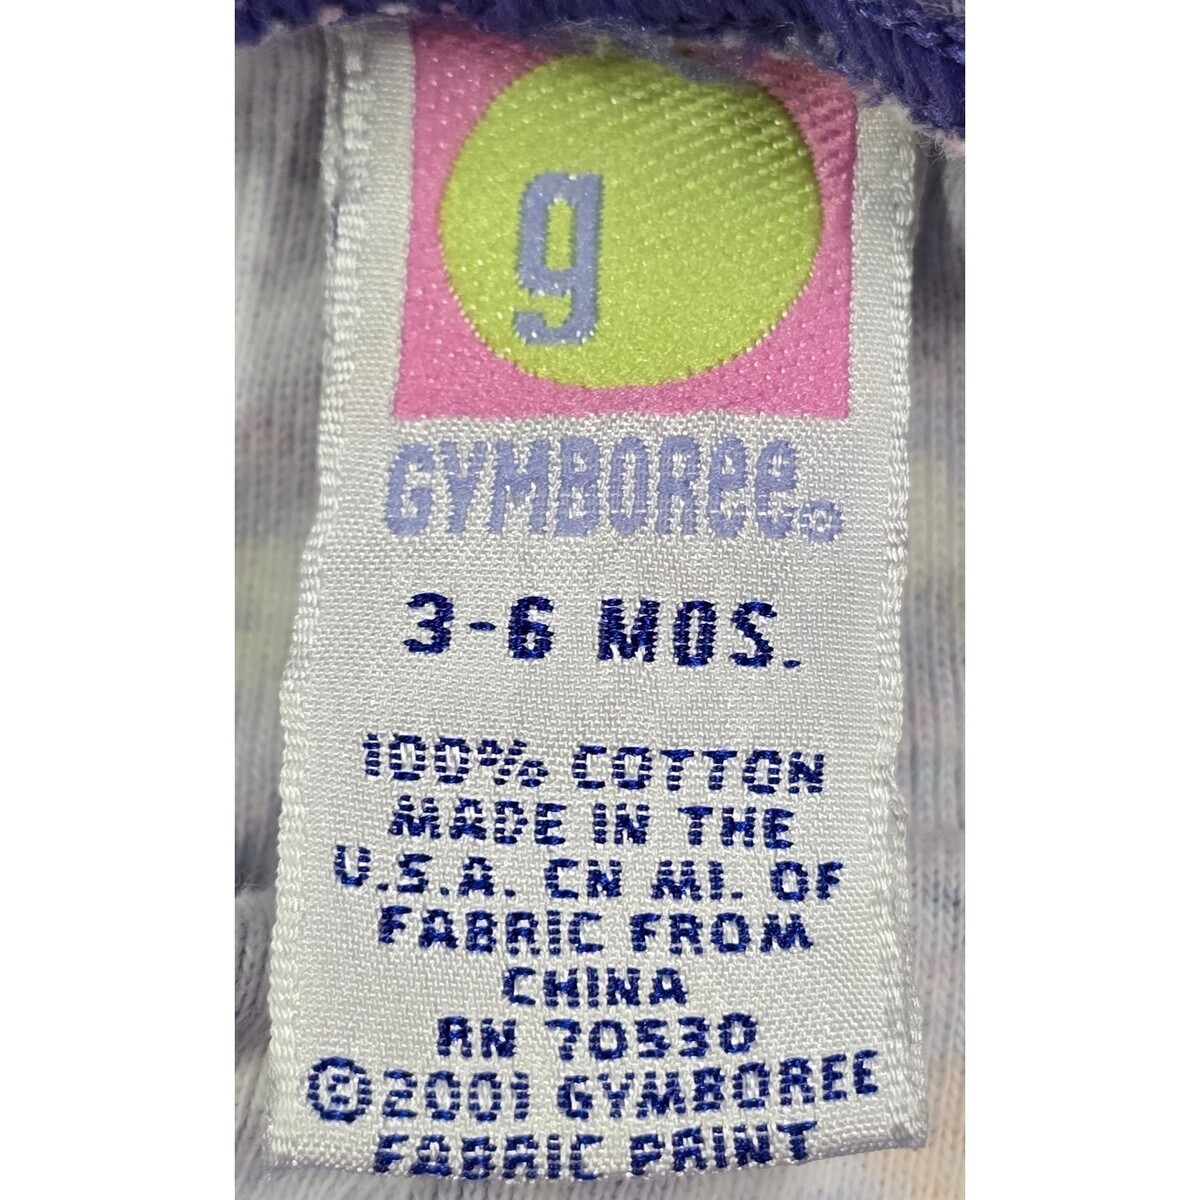 g
GYMBOREE®
3-6 MOS.
100% COTTON
MADE IN THE
U.S.A. CN MI. OF
FABRIC FROM
CHINA
RN 70530
©2001 GYMBOREE
FABRIC PRINT